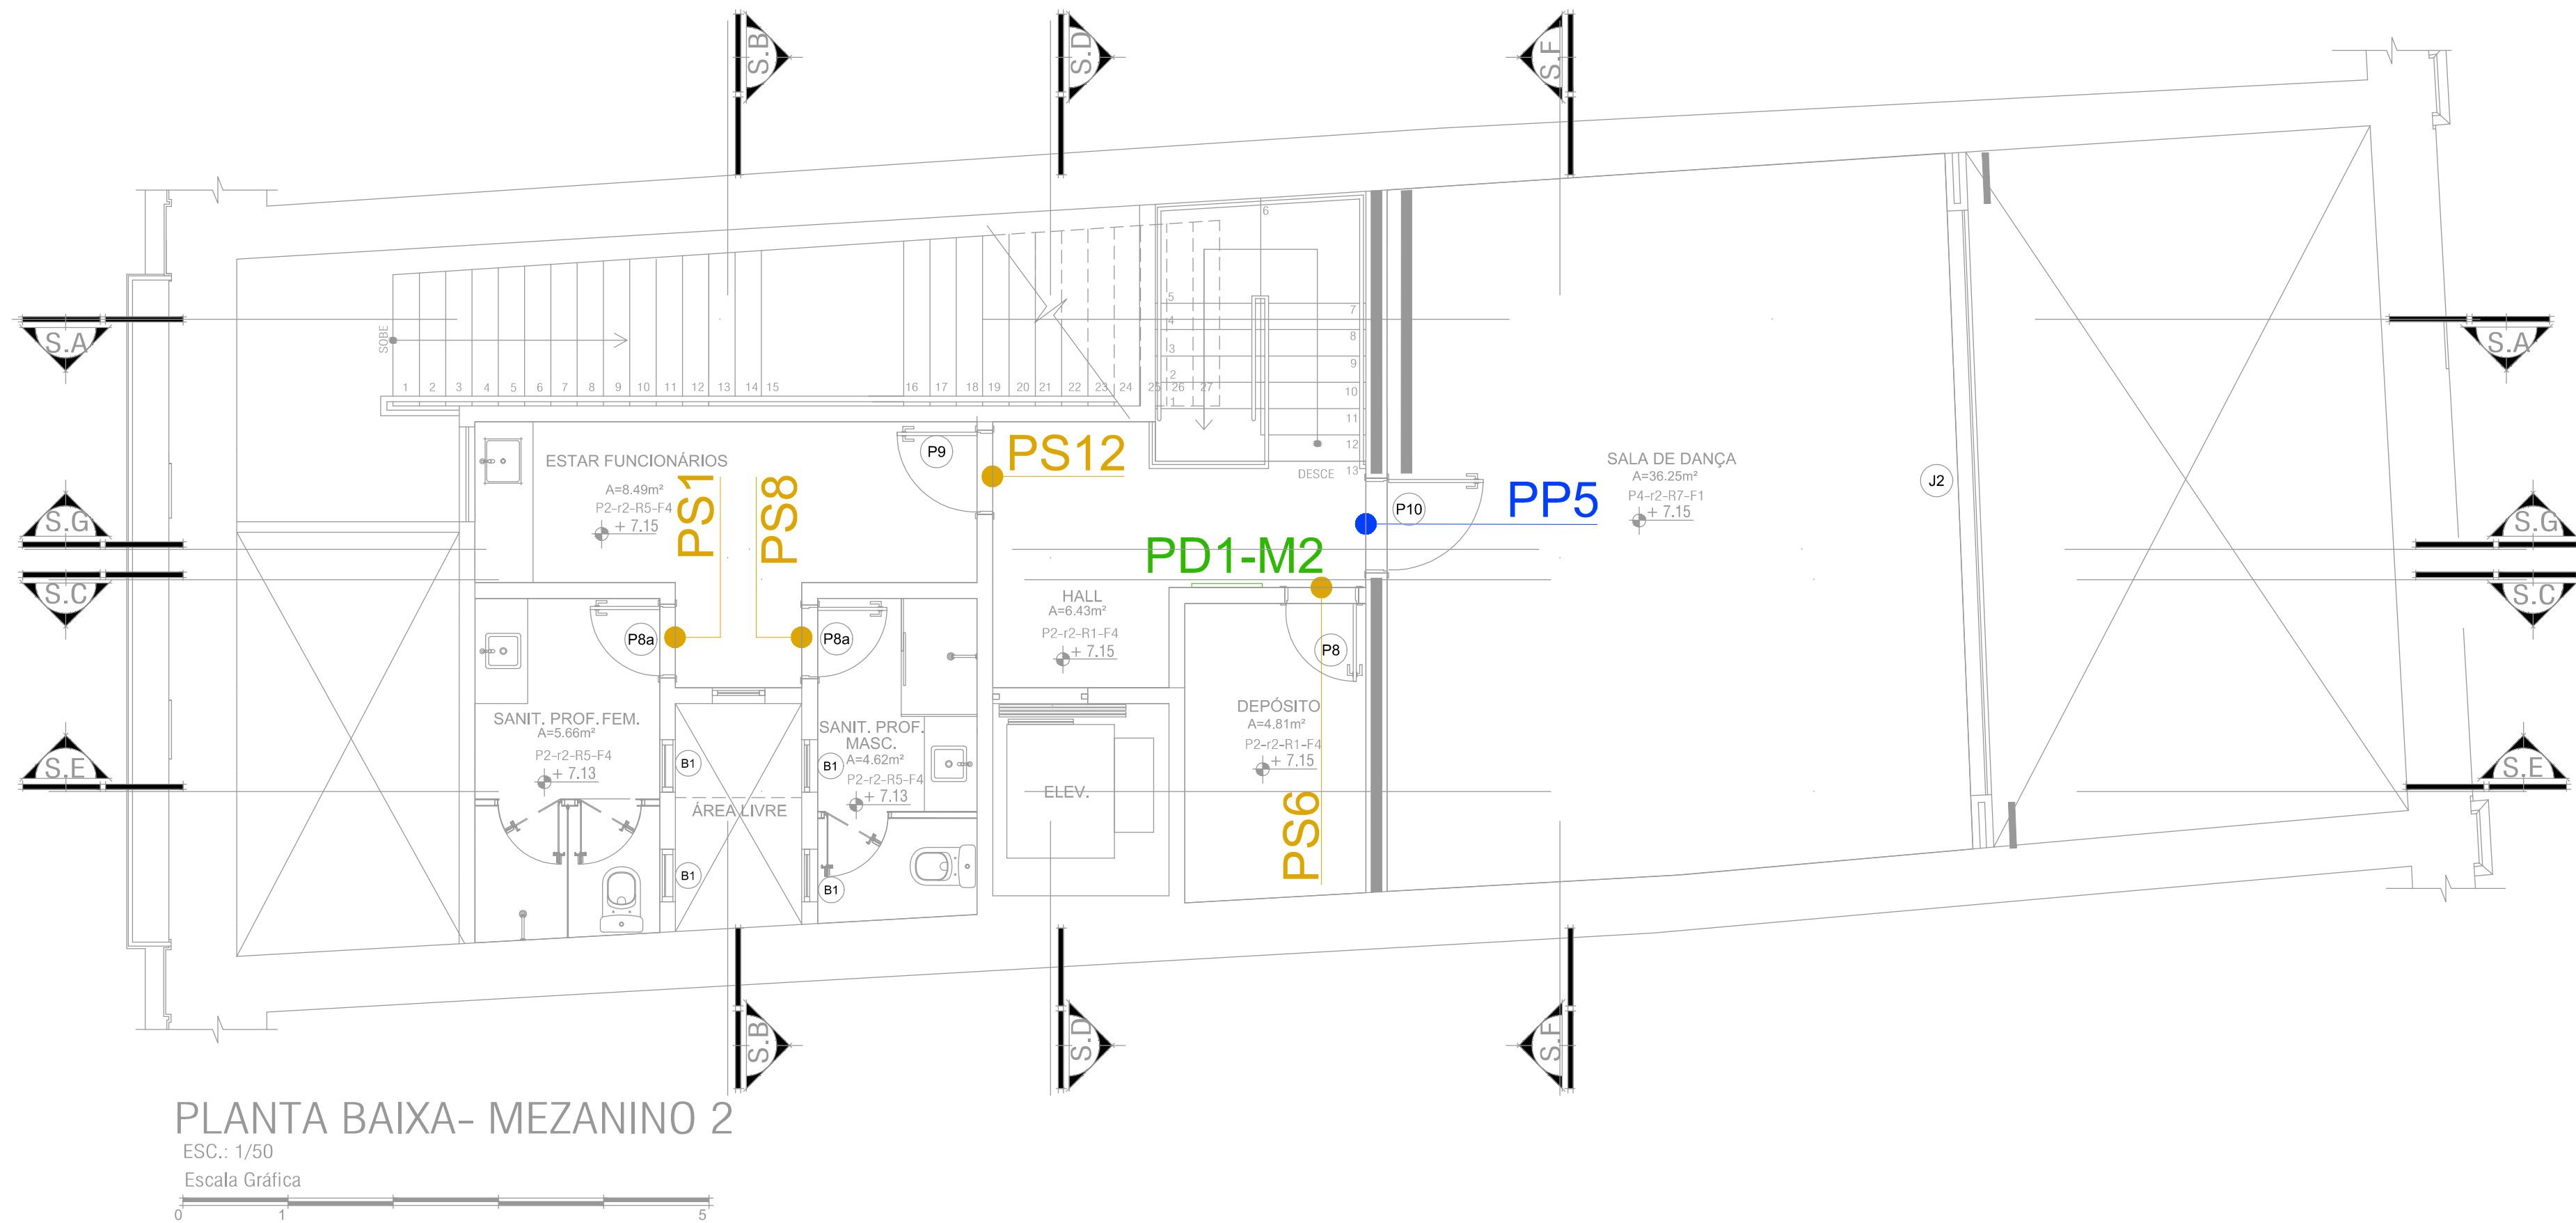 S.B
S.D
S.F
6
SOBE
S.A
S.A
5
4
3
2
1
7
8
9
10
11
12
13
1 2 3 4 5 6 7 8 9 10 11 12 13 14 15 16 17 18 19 20 21 22 23 24 25 26 27
DESCE
ESTAR FUNCIONÁRIOS
A=8.49m²
P2-r2-R5-F4
+ 7.15
PS1
PS8
P9
PS12
PP5
P10
SALA DE DANÇA
A=36.25m²
P4-r2-R7-F1
+ 7.15
J2
S.G
S.G
S.C
S.C
PD1-M2
HALL
A=6.43m²
P2-r2-R1-F4
+ 7.15
P8a
P8a
P8
SANIT. PROF.FEM.
A=5.66m²
P2-r2-R5-F4
+ 7.13
SANIT. PROF.
MASC.
A=4.62m²
P2-r2-R5-F4
+ 7.13
B1
B1
B1
B1
ÁREA LIVRE
ELEV.
DEPÓSITO
A=4.81m²
P2-r2-R1-F4
+ 7.15
PS6
S.E
S.E
S.B
S.D
S.F
PLANTA BAIXA- MEZANINO 2
ESC.: 1/50
Escala Gráfica
0 1 5